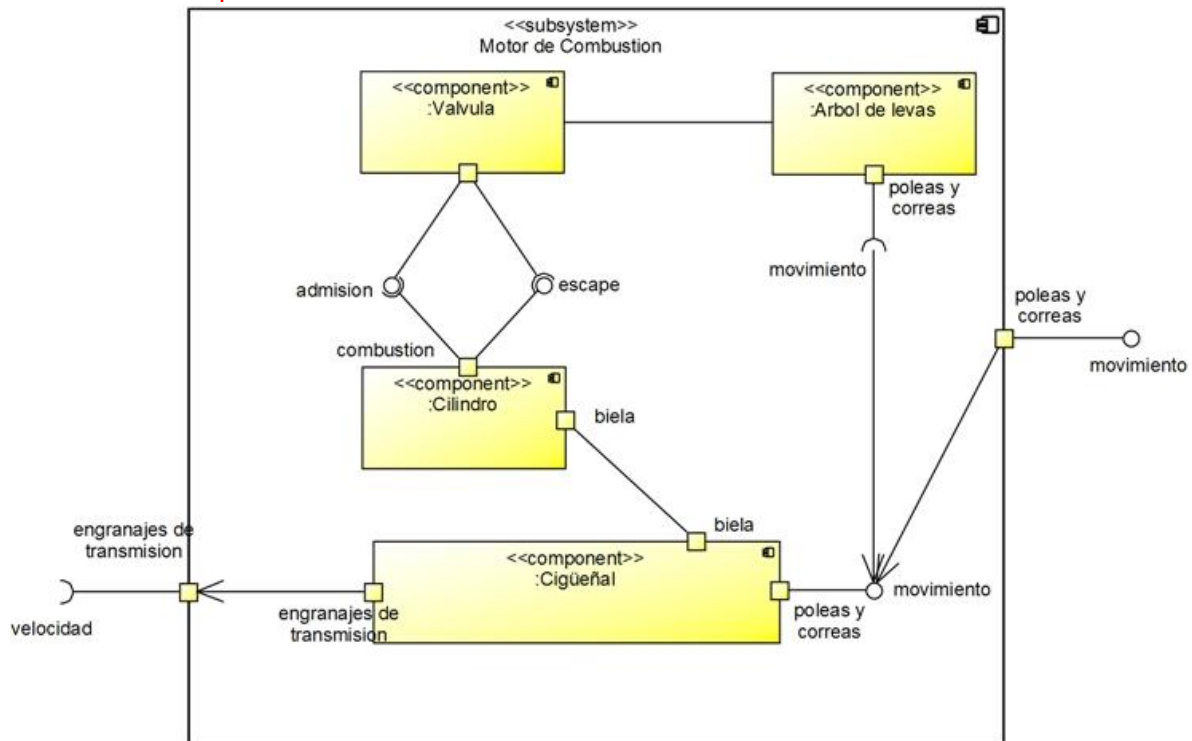 <<subsystem>>
Motor de Combustion
<<component>>
:Valvula
<<component>>
:Arbol de levas
poleas y
correas
movimiento
admision
escape
poleas y
correas
movimiento
combustion
<<component>>
:Cilindro
biela
biela
engranajes de
transmision
velocidad
<<component>>
:Cigüeñal
engranajes de
transmision
poleas y
correas
movimiento